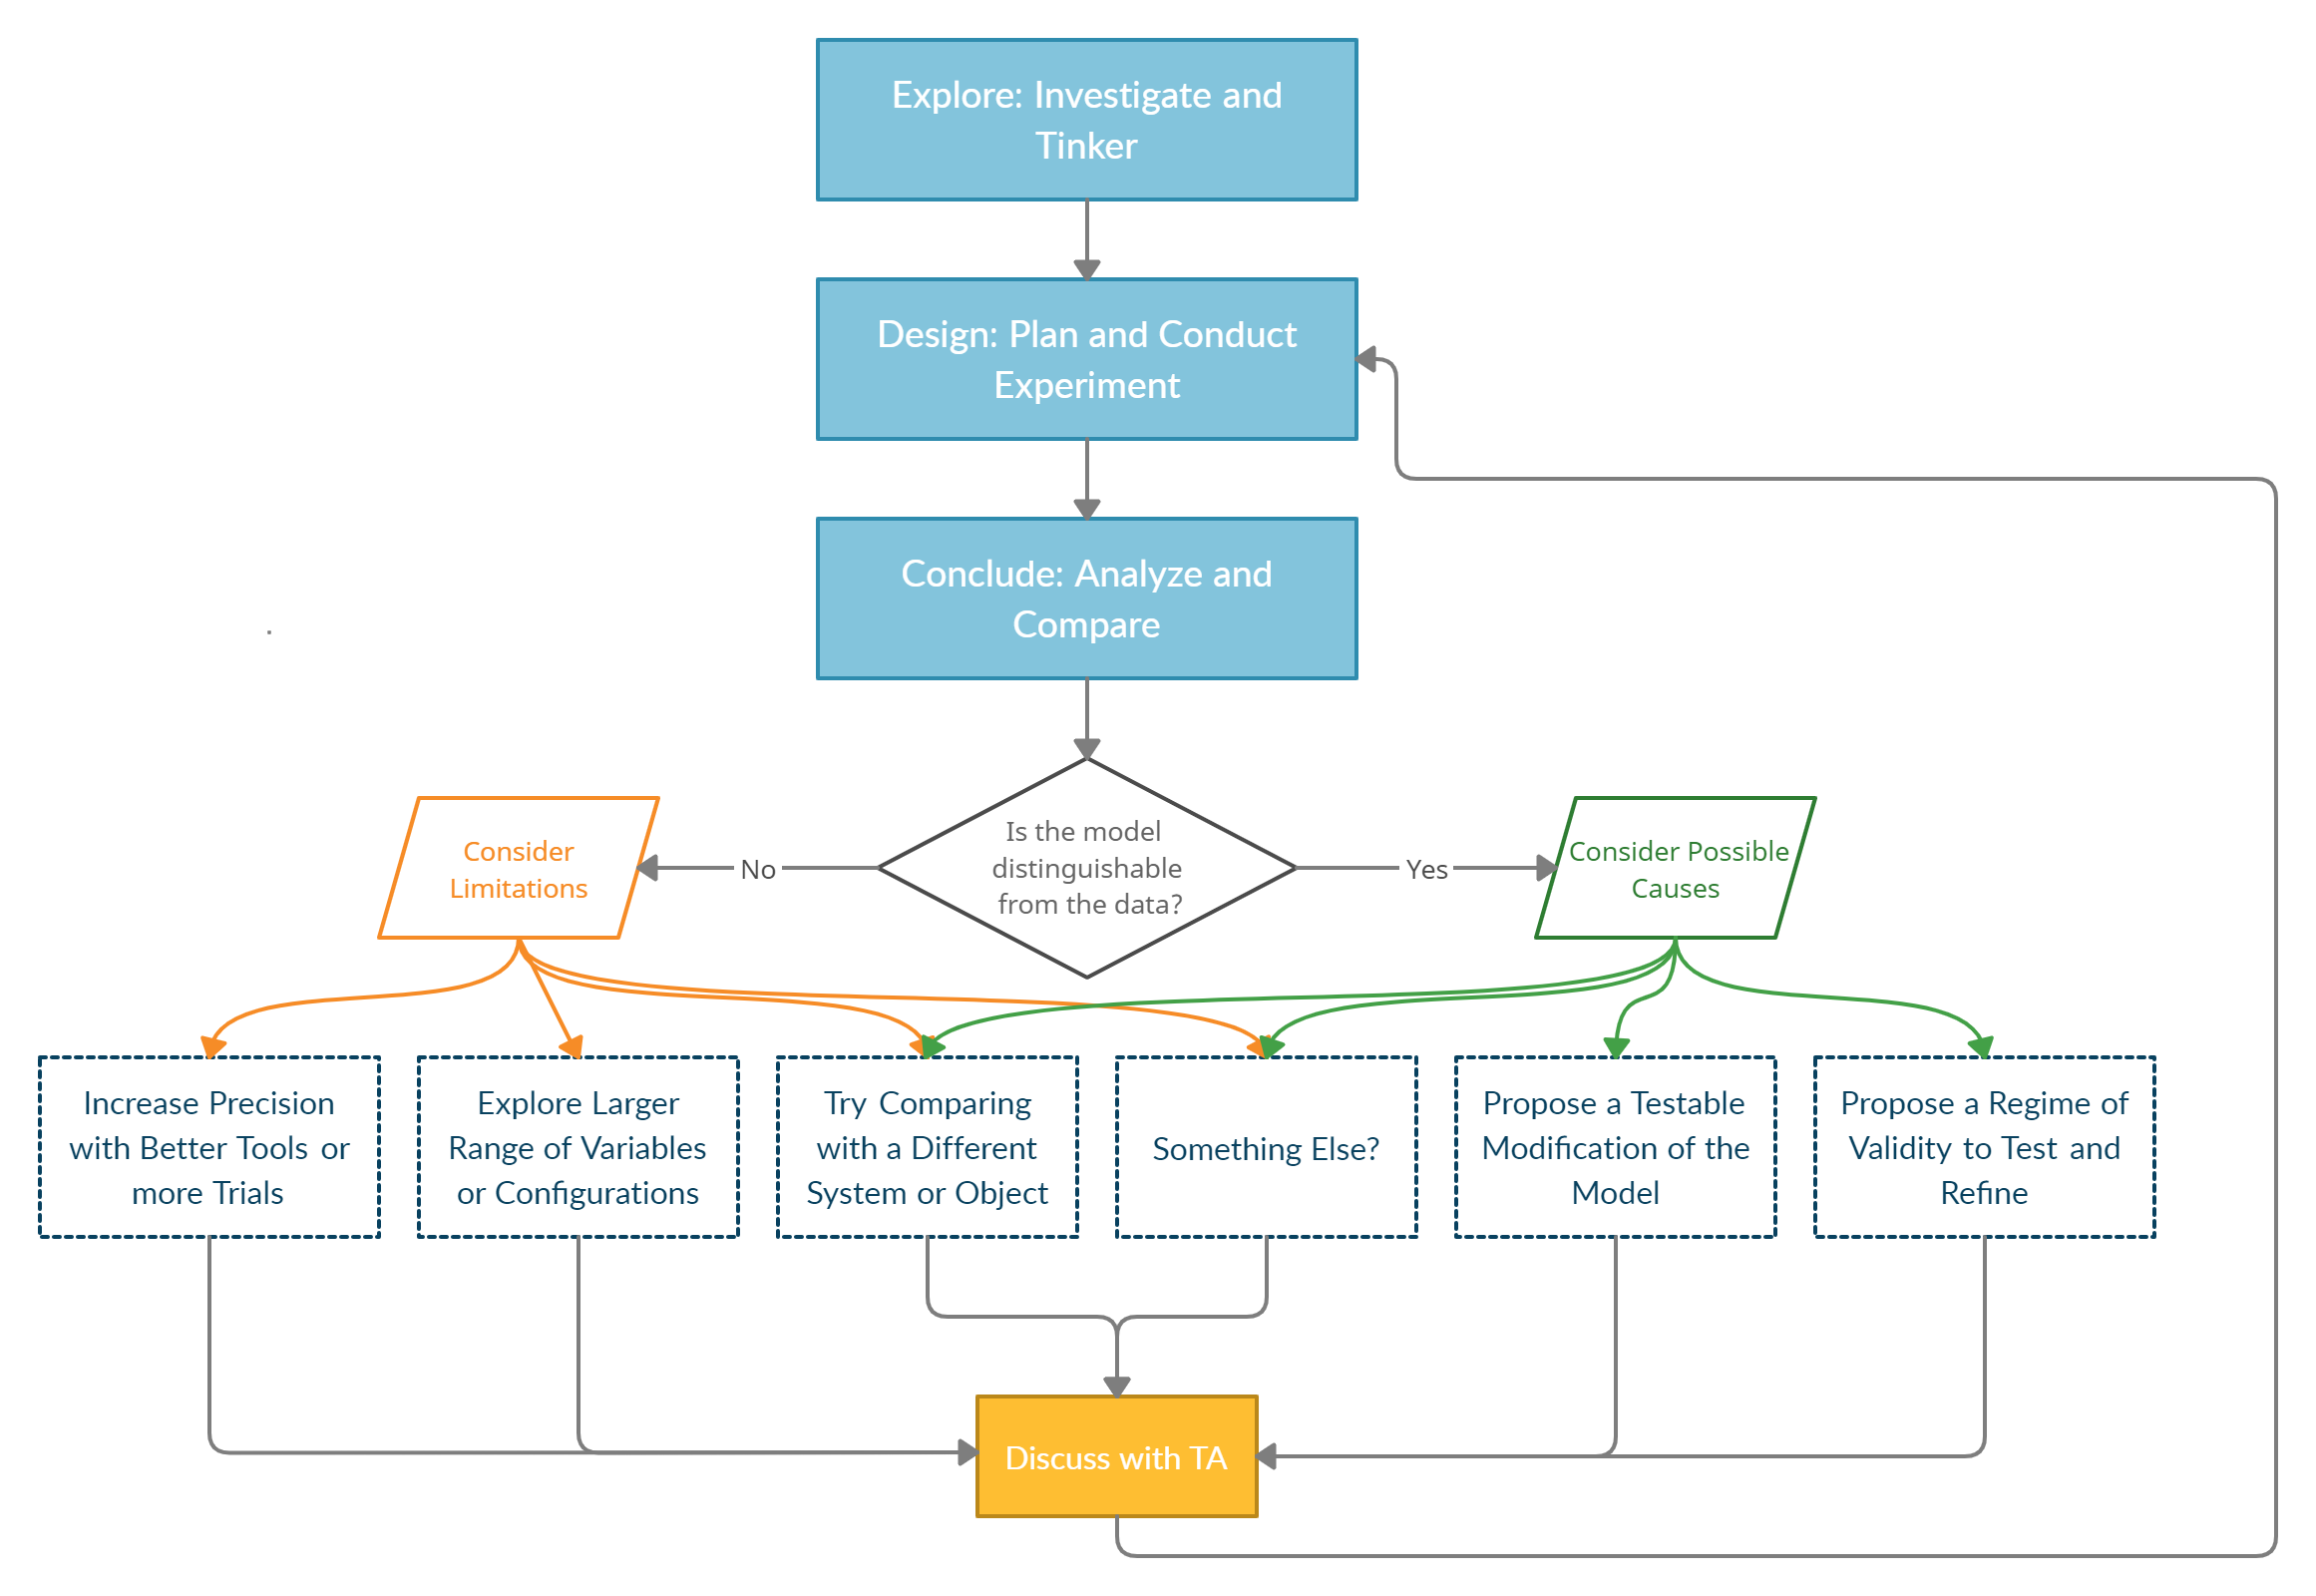 Explore: Investigate and
Tinker
Design: Plan and Conduct
Experiment
Conclude: Analyze and
Compare
Is the model
distinguishable
from the data?
No
Yes
Consider
Limitations
Consider Possible
Causes
Increase Precision
with Better Tools or
more Trials
Explore Larger
Range of Variables
or Configurations
Try Comparing
with a Different
System or Object
Something Else?
Propose a Testable
Modification of the
Model
Propose a Regime of
Validity to Test and
Refine
Discuss with TA